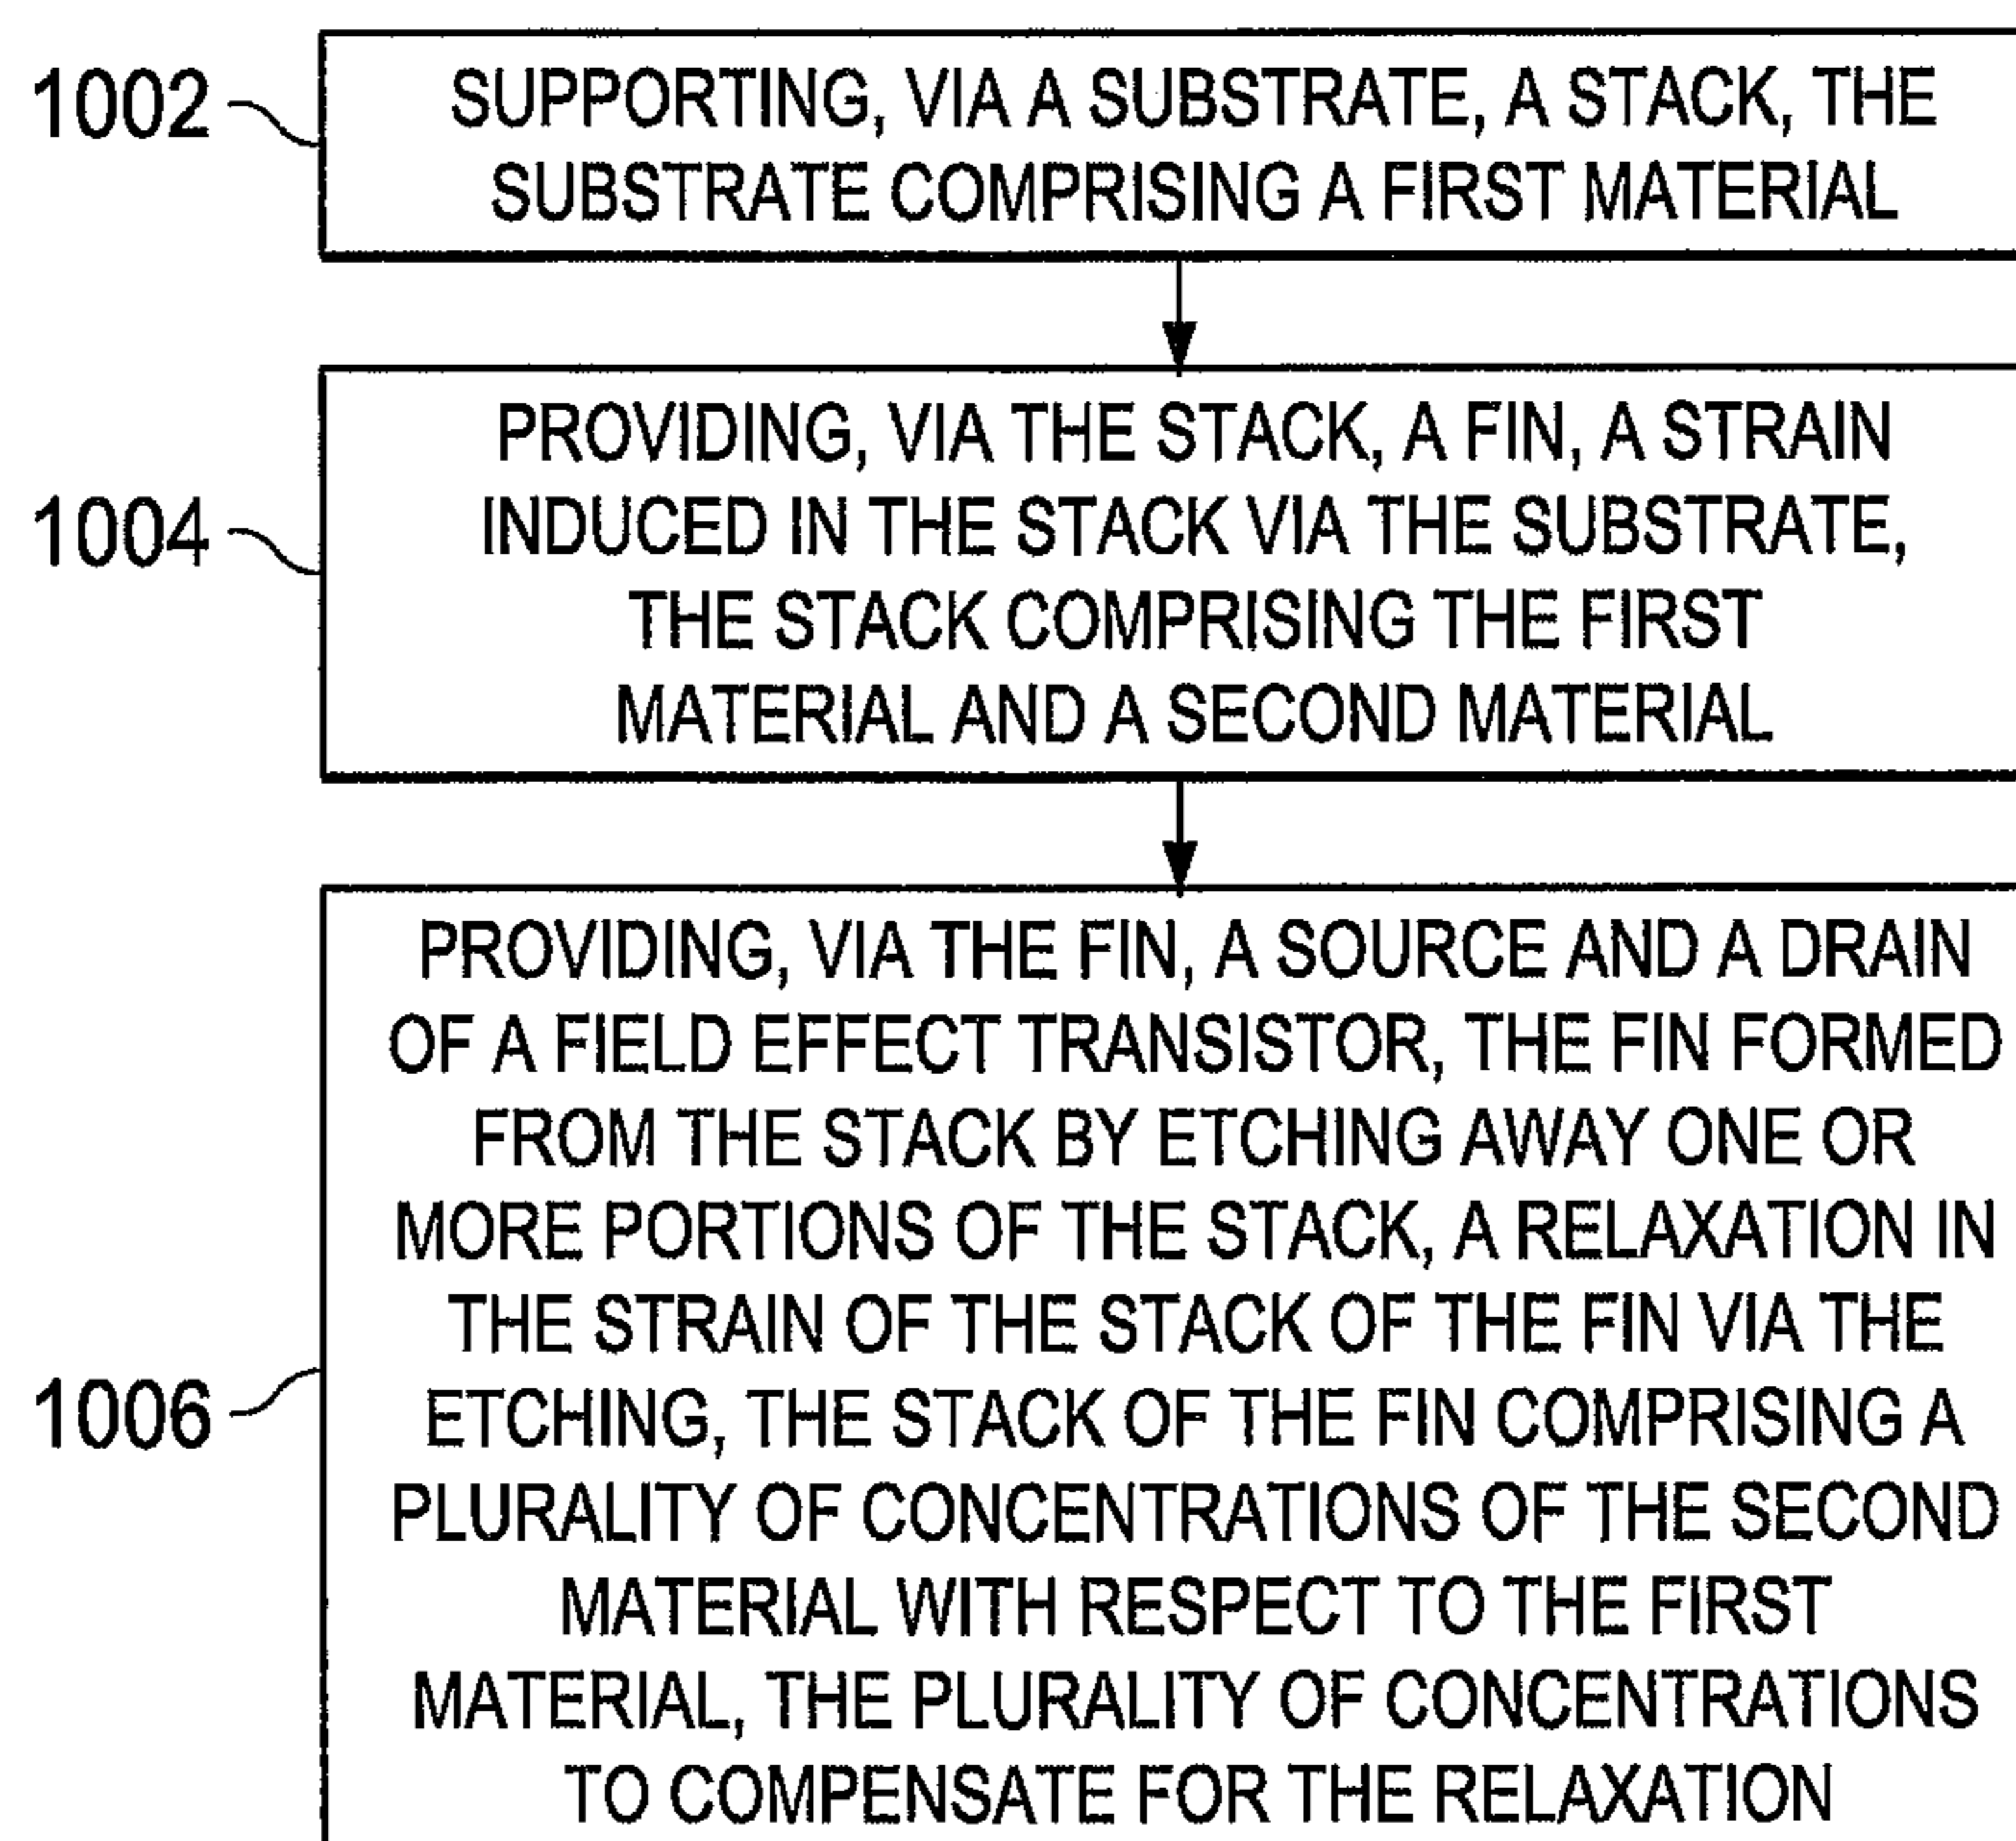 1002
SUPPORTING, VIA A SUBSTRATE, A STACK, THE
SUBSTRATE COMPRISING A FIRST MATERIAL
1004
PROVIDING, VIA THE STACK, A FIN, A STRAIN
INDUCED IN THE STACK VIA THE SUBSTRATE,
THE STACK COMPRISING THE FIRST
MATERIAL AND A SECOND MATERIAL
1006
PROVIDING, VIA THE FIN, A SOURCE AND A DRAIN
OF A FIELD EFFECT TRANSISTOR, THE FIN FORMED
FROM THE STACK BY ETCHING AWAY ONE OR
MORE PORTIONS OF THE STACK, A RELAXATION IN
THE STRAIN OF THE STACK OF THE FIN VIA THE
ETCHING, THE STACK OF THE FIN COMPRISING A
PLURALITY OF CONCENTRATIONS OF THE SECOND
MATERIAL WITH RESPECT TO THE FIRST
MATERIAL, THE PLURALITY OF CONCENTRATIONS
TO COMPENSATE FOR THE RELAXATION